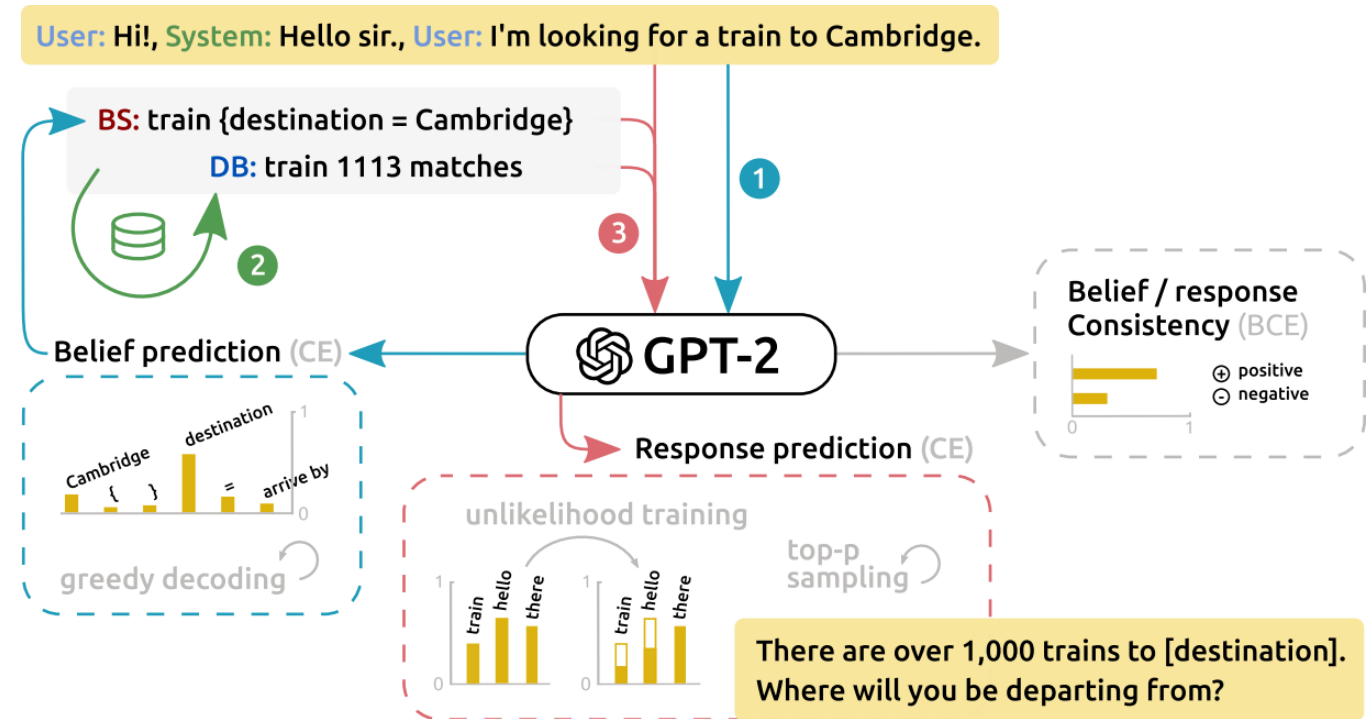 User: Hi!, System: Hello sir., User: I'm looking for a train to Cambridge.
BS: train {destination = Cambridge}
DB: train 1113 matches
1
3
2
Belief / response
Consistency (BCE)
⊕ positive
⊖ negative
0 1
GPT-2
Belief prediction (CE)
Cambridge { } destination = arrive by
1
0
greedy decoding
Response prediction (CE)
unlikelihood training
top-p
sampling
1 train hello there
0
1 train hello there
0
There are over 1,000 trains to [destination].
Where will you be departing from?